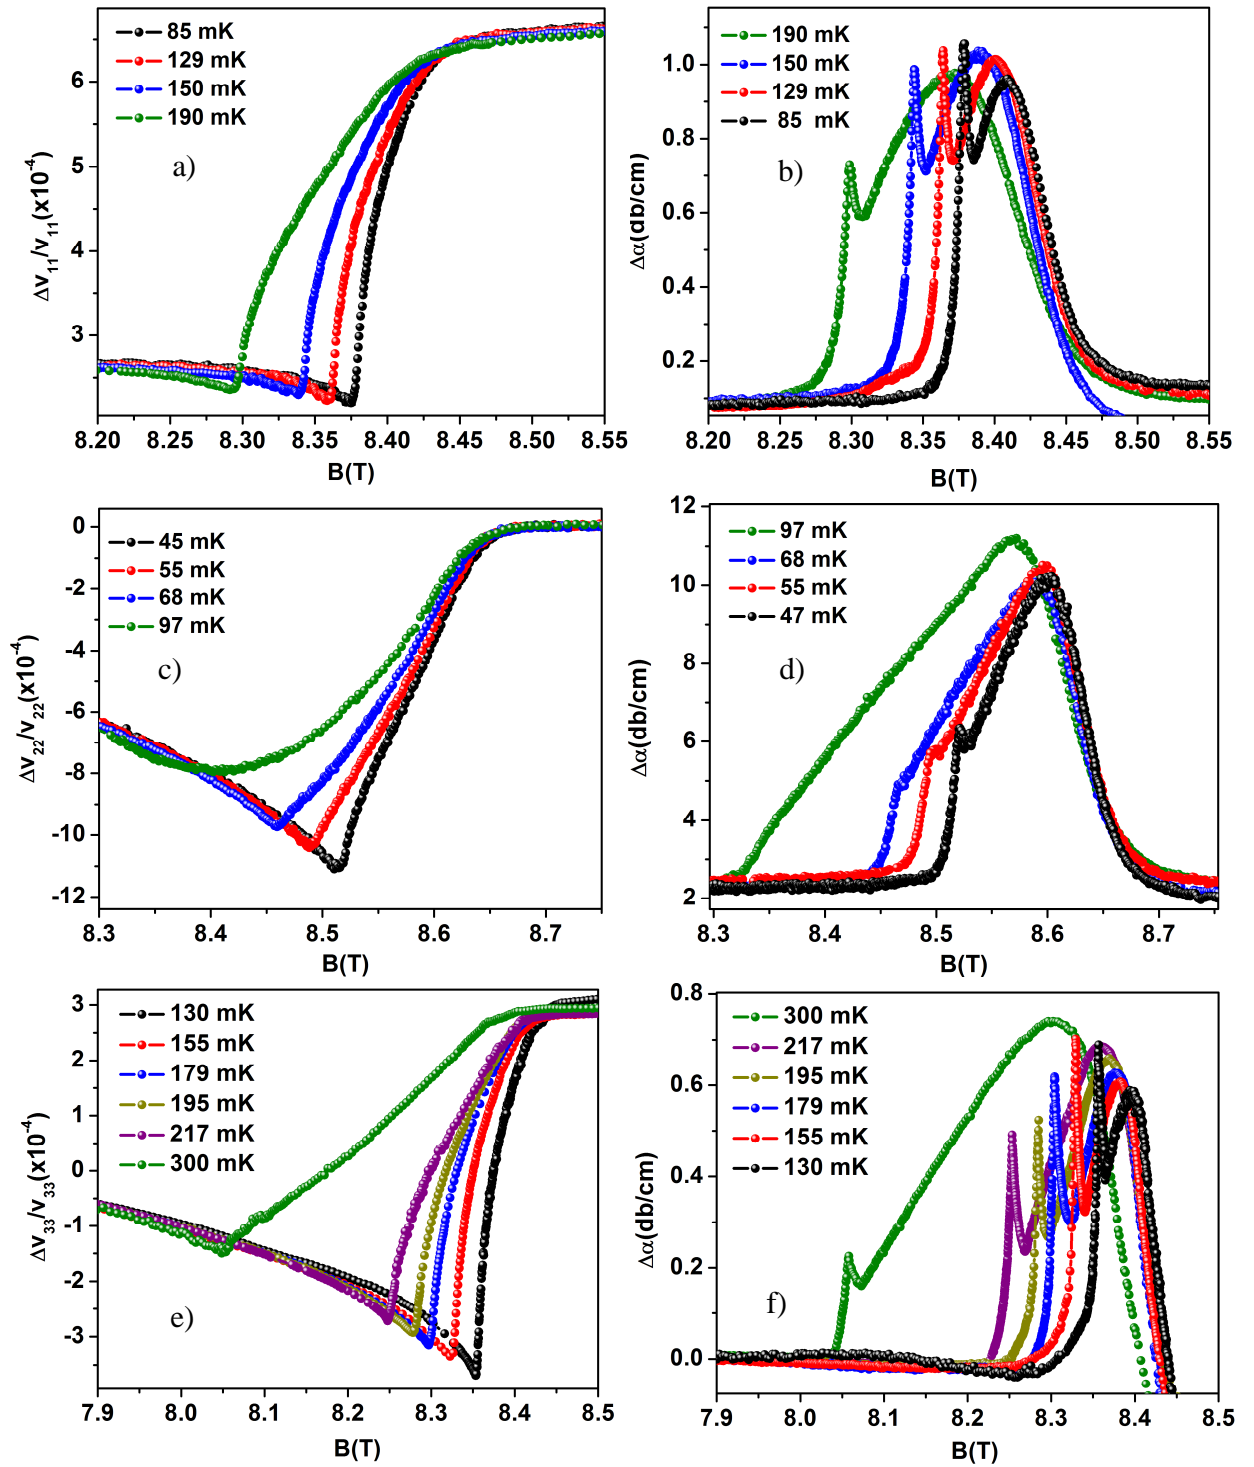 85 mK
129 mK
150 mK
190 mK
a)
6
5
4
3
Δv₁₁/v₁₁(x10⁻⁴)
8.20 8.25 8.30 8.35 8.40 8.45 8.50 8.55
B(T)
190 mK
150 mK
129 mK
85 mK
b)
1.0
0.8
0.6
0.4
0.2
Δα(db/cm)
8.20 8.25 8.30 8.35 8.40 8.45 8.50 8.55
B(T)
45 mK
55 mK
68 mK
97 mK
c)
0
-2
-4
-6
-8
-10
-12
Δv₂₂/v₂₂(x10⁻⁴)
8.3 8.4 8.5 8.6 8.7
B(T)
97 mK
68 mK
55 mK
47 mK
d)
12
10
8
6
4
2
Δα(db/cm)
8.3 8.4 8.5 8.6 8.7
B(T)
130 mK
155 mK
179 mK
195 mK
217 mK
300 mK
e)
3
2
1
0
-1
-2
-3
Δv₃₃/v₃₃(x10⁻⁴)
7.9 8.0 8.1 8.2 8.3 8.4 8.5
B(T)
300 mK
217 mK
195 mK
179 mK
155 mK
130 mK
f)
0.8
0.6
0.4
0.2
0.0
Δα(db/cm)
7.9 8.0 8.1 8.2 8.3 8.4 8.5
B(T)